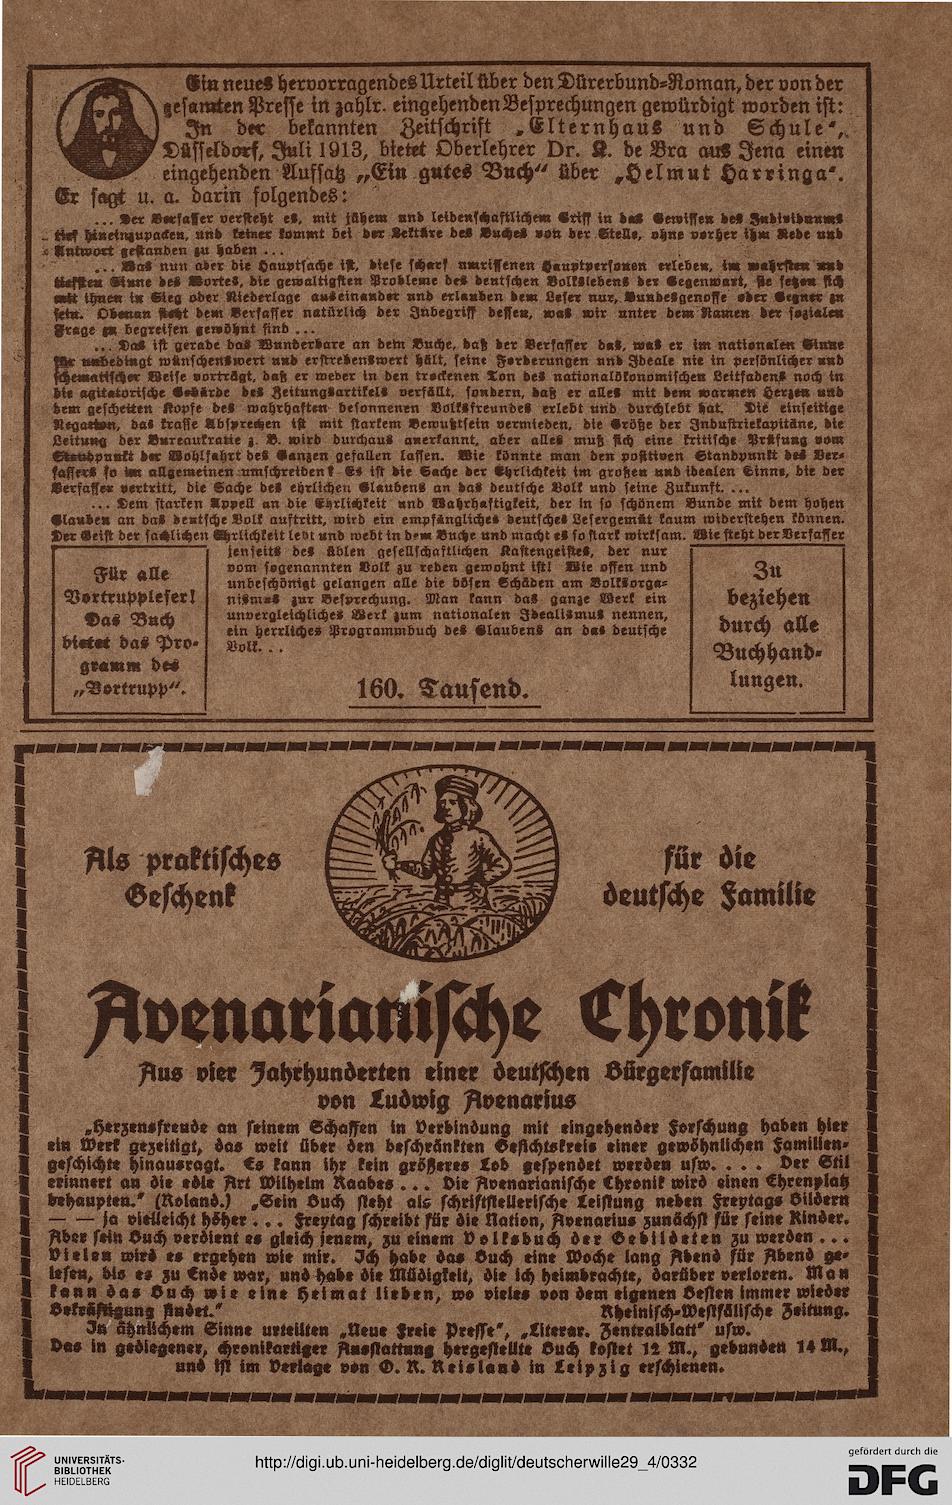 Ein neues hervorragendes Urteil über den Dürerbund-Roman, der von der
gesamten Presse in zahlr. eingehenden Besprechungen gewürdigt worden ist:
In der bekannten Zeitschrift „Elternhaus und Schule“,
Düsseldorf, Juli 1913, bietet Oberlehrer Dr. K. de Bra aus Jena einen
eingehenden Aufsatz „Ein gutes Buch“ über „Helmut Harringa“.
Er sagt u. a. darin folgendes:
... Der Verfasser versteht es, mit jähem und leidenschaftlichem Griff in das Gewissen des Individuums
tief hineinzupacken, und keiner kommt bei der Lektüre des Buches von der Stelle, ohne vorher ihm Rede und
Antwort gestanden zu haben ...
... Was nun aber die Hauptsache ist, diese scharf umrissenen Hauptpersonen erleben, im wahrsten und
tiefsten Sinne des Wortes, die gewaltigsten Probleme des deutschen Volkslebens der Gegenwart, sie setzen sich
mit ihnen in Sieg oder Niederlage auseinander und erlauben dem Leser nur, Bundesgenosse oder Gegner zu
sein. Obenan steht dem Verfasser natürlich der Inbegriff dessen, was wir unter dem Namen der sozialen
Frage zu begreifen gewöhnt sind ...
... Das ist gerade das Wunderbare an dem Buche, daß der Verfasser das, was er im nationalen Sinne
für unbedingt wünschenswert und erstrebenswert hält, seine Forderungen und Ideale nie in persönlicher und
schematischer Weise vorträgt, daß er weder in den trockenen Ton des nationalökonomischen Leitfadens noch in
die agitatorische Gebärde des Zeitungsartikels verfällt, sondern, daß er alles mit dem warmen Herzen und
dem gescheiten Kopfe des wahrhaften besonnenen Volksfreundes erlebt und durchlebt hat. Die einseitige
Negation, das krasse Absprechen ist mit starkem Bewußtsein vermieden, die Größe der Industriekapitäne, die
Leitung der Bureaukratie z. B. wird durchaus anerkannt, aber alles muß sich eine kritische Prüfung vom
Standpunkt der Wohlfahrt des Ganzen gefallen lassen. Wie könnte man den positiven Standpunkt des Ver-
fassers so im allgemeinen umschreiben? Es ist die Sache der Ehrlichkeit im großen und idealen Sinne, die der
Verfasser vertritt, die Sache des ehrlichen Glaubens an das deutsche Volk und seine Zukunft. ...
... Dem starken Appell an die Ehrlichkeit und Wahrhaftigkeit, der in so schönem Bunde mit dem hohen
Glauben an das deutsche Volk auftritt, wird ein empfängliches deutsches Lesergemüt kaum widerstehen können.
Der Geist der sachlichen Ehrlichkeit lebt und webt in dem Buche und macht es so stark wirksam. Wie steht der Verfasser
jenseits des üblen gesellschaftlichen Kastengeistes, der nur
vom sogenannten Volk zu reden gewohnt ist! Wie offen und
unbeschönigt gelangen alle die bösen Schäden am Volksorga-
nismus zur Besprechung. Man kann das ganze Werk ein
unvergleichliches Werk zum nationalen Idealismus nennen,
ein herrliches Programmbuch des Glaubens an das deutsche
Volk. . .
Für alle
Vortruppleser!
Das Buch
bietet das Pro-
gramm des
„Vortrupp“.
160. Tausend.
Zu
beziehen
durch alle
Buchhand-
lungen.
Als praktisches
Geschenk
für die
deutsche Familie
Avenarianische Chronik
Aus vier Jahrhunderten einer deutschen Bürgerfamilie
von Ludwig Avenarius
„Herzensfreude an seinem Schaffen in Verbindung mit eingehender Forschung haben hier
ein Werk gezeitigt, das weit über den beschränkten Gesichtskreis einer gewöhnlichen Familien-
geschichte hinausragt. Es kann ihr kein größeres Lob gespendet werden usw. . . . Der Stil
erinnert an die edle Art Wilhelm Raabes ... Die Avenarianische Chronik wird einen Ehrenplatz
behaupten.“ (Roland.) „Sein Buch steht als schriftstellerische Leistung neben Freytags Bildern
— — ja vielleicht höher ... Freytag schreibt für die Nation, Avenarius zunächst für seine Kinder.
Aber sein Buch verdient es gleich jenem, zu einem Volksbuch der Gebildeten zu werden ...
Vielen wird es ergehen wie mir. Ich habe das Buch eine Woche lang Abend für Abend ge-
lesen, bis es zu Ende war, und habe die Müdigkeit, die ich heimbrachte, darüber verloren. Man
kann das Buch wie eine Heimat lieben, wo vieles von dem eigenen Besten immer wieder
Bekräftigung findet.“ Rheinisch-Westfälische Zeitung.
In ähnlichem Sinne urteilten „Neue Freie Presse“, „Literar. Zentralblatt“ usw.
Das in gediegener, chronikartiger Ausstattung hergestellte Buch kostet 12 M., gebunden 14 M.,
und ist im Verlage von O. R. Reisland in Leipzig erschienen.
UNIVERSITÄTS-
BIBLIOTHEK
HEIDELBERG
http://digi.ub.uni-heidelberg.de/diglit/deutscherwille29_4/0332
gefördert durch die
DFG